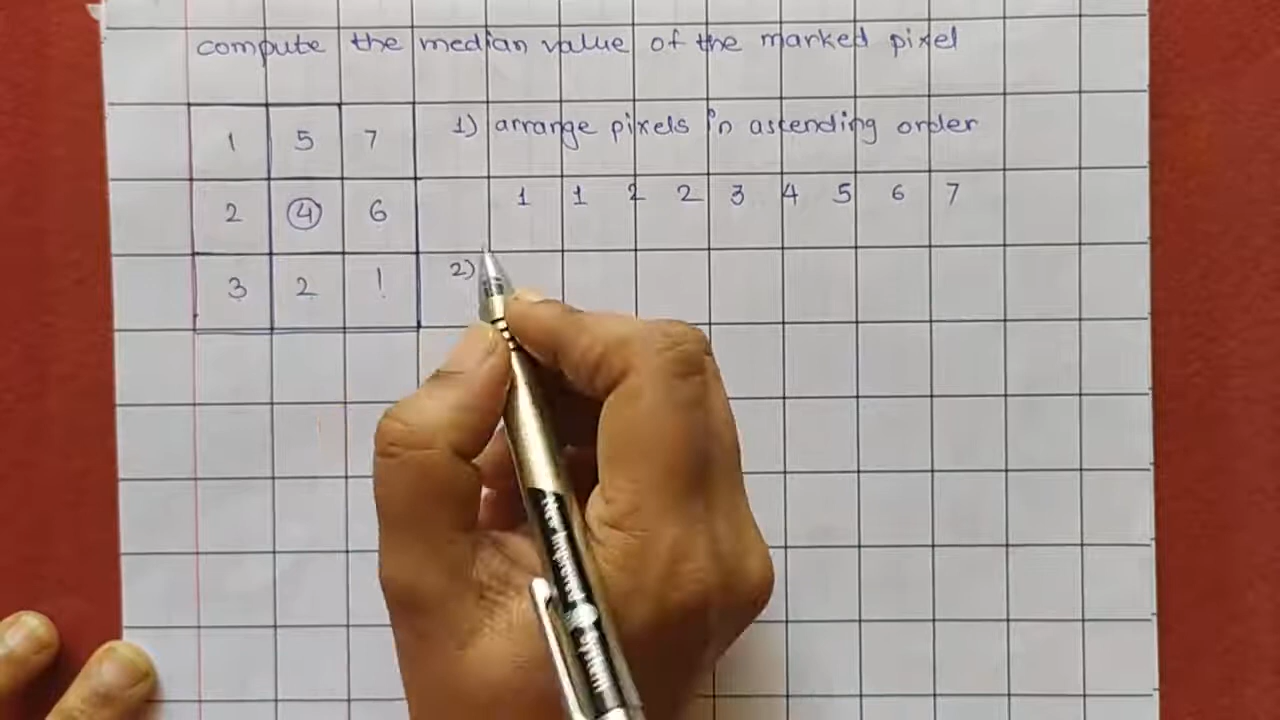 compute the median value of the marked pixel
1 5 7
2 4 6
3 2 1
1) arrange pixels in ascending order
1 1 2 2 3 4 5 6 7
2)